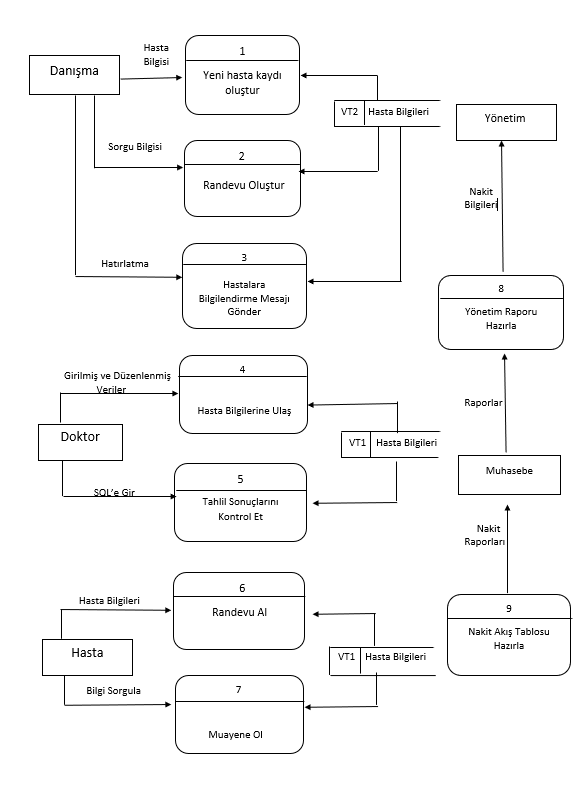 Danışma
Hasta
Bilgisi
1
Yeni hasta kaydı
oluştur
VT2 Hasta Bilgileri
Yönetim
Sorgu Bilgisi
2
Randevu Oluştur
Nakit
Bilgileri
Hatırlatma
3
Hastalara
Bilgilendirme Mesajı
Gönder
8
Yönetim Raporu
Hazırla
Girilmiş ve Düzenlenmiş
Veriler
4
Hasta Bilgilerine Ulaş
Raporlar
Doktor
VT1 Hasta Bilgileri
SQL'e Gir
5
Tahlil Sonuçlarını
Kontrol Et
Muhasebe
Nakit
Raporları
Hasta Bilgileri
6
Randevu Al
9
Nakit Akış Tablosu
Hazırla
Hasta
VT1 Hasta Bilgileri
Bilgi Sorgula
7
Muayene Ol